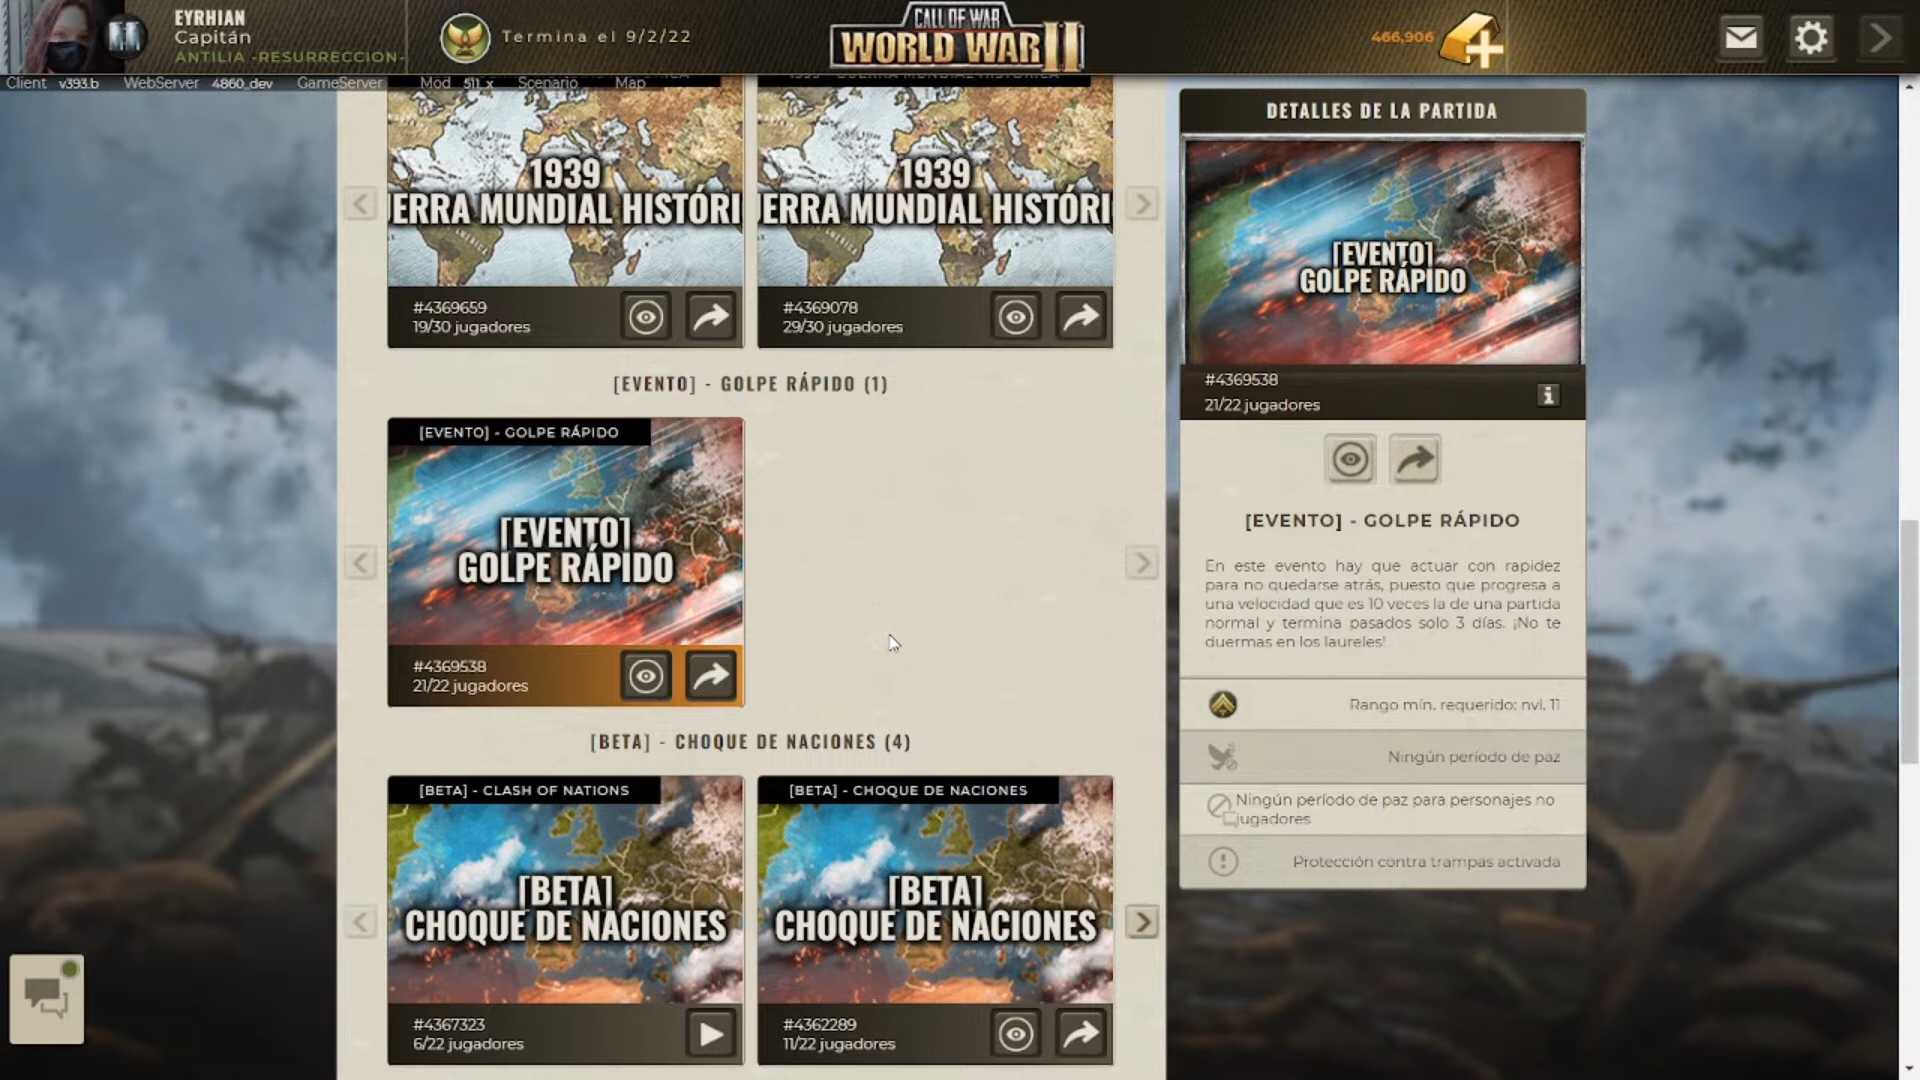 EYRHIAN
Capitán
ANTILIA -RESURRECCION-
Termina el 9/2/22
CALL OF WAR
WORLD WAR II
466,906
Client v393.b WebServer 4860_dev GameServer Mod 511_x Scenario Map
1939
ERRA MUNDIAL HISTÓRI
#4369659
19/30 jugadores
1939
ERRA MUNDIAL HISTÓRI
#4369078
29/30 jugadores
[EVENTO] - GOLPE RÁPIDO (1)
[EVENTO] - GOLPE RÁPIDO
[EVENTO]
GOLPE RÁPIDO
#4369538
21/22 jugadores
[BETA] - CHOQUE DE NACIONES (4)
[BETA] - CLASH OF NATIONS
[BETA]
CHOQUE DE NACIONES
#4367323
6/22 jugadores
[BETA] - CHOQUE DE NACIONES
[BETA]
CHOQUE DE NACIONES
#4362289
11/22 jugadores
DETALLES DE LA PARTIDA
[EVENTO]
GOLPE RÁPIDO
#4369538
21/22 jugadores
[EVENTO] - GOLPE RÁPIDO
En este evento hay que actuar con rapidez
para no quedarse atrás, puesto que progresa a
una velocidad que es 10 veces la de una partida
normal y termina pasados solo 3 días. ¡No te
duermas en los laureles!
Rango mín. requerido: nvl. 11
Ningún período de paz
Ningún período de paz para personajes no
jugadores
Protección contra trampas activada